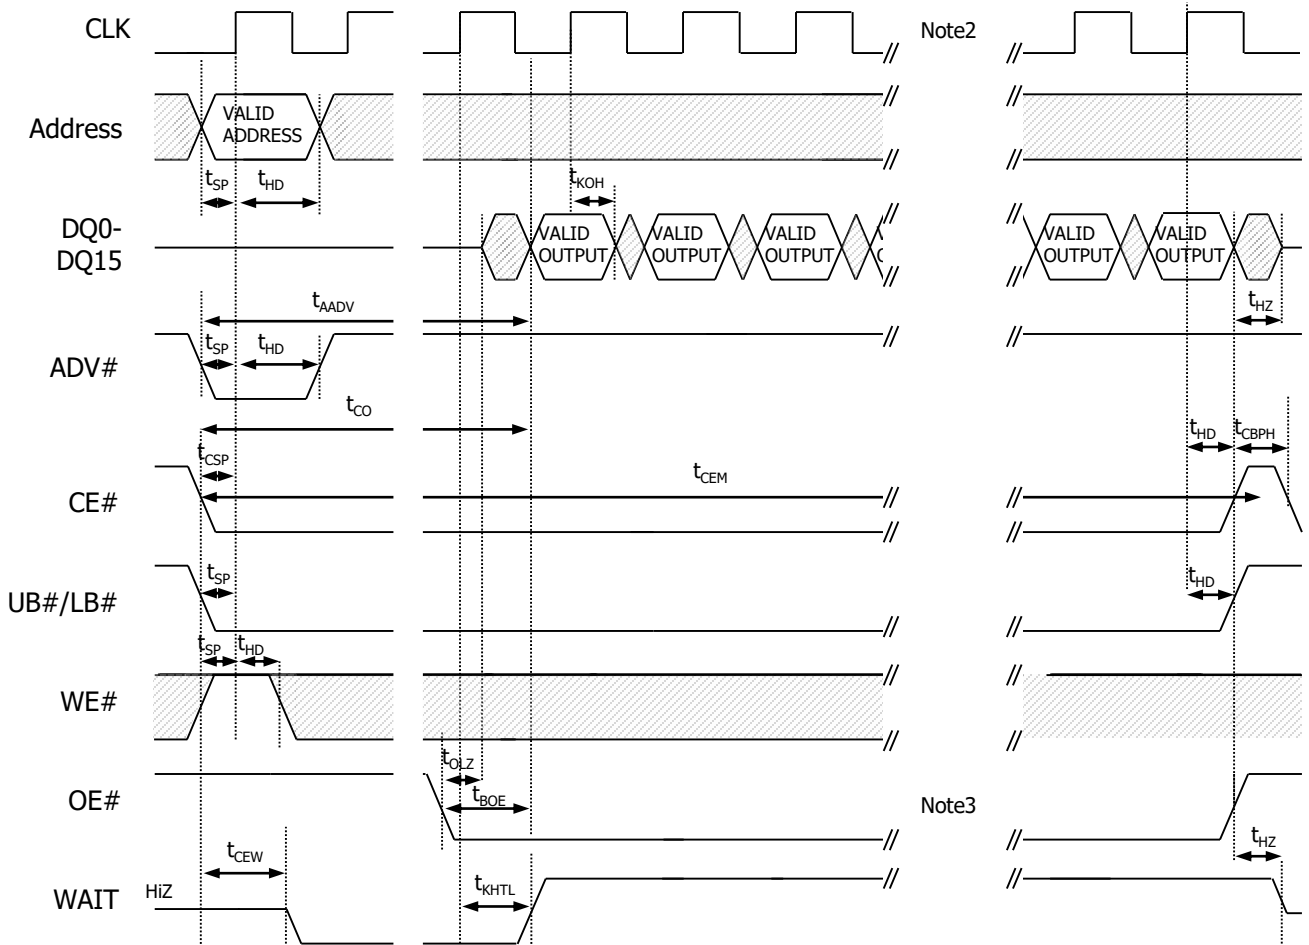 CLK
Note2
Address
VALID
ADDRESS
tSP
tHD
tKOH
DQ0-
DQ15
VALID
OUTPUT
VALID
OUTPUT
VALID
OUTPUT
VALID
OUTPUT
VALID
OUTPUT
tAADV
tHZ
ADV#
tSP
tHD
tCO
tHD
tCBPH
CE#
tCSP
tCEM
UB#/LB#
tSP
tHD
WE#
tSP
tHD
OE#
tOLZ
tBOE
Note3
WAIT
HiZ
tCEW
tKHTL
tHZ